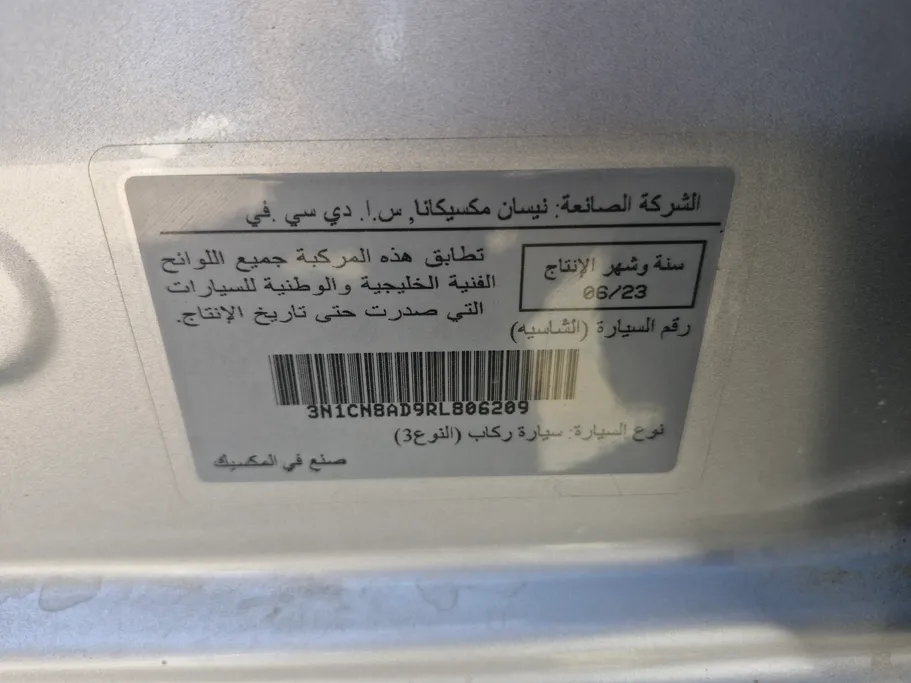 الشركة الصانعة: نيسان مكسيكانا, س.ا. دي سي .في
سنة وشهر الإنتاج
06/23
تطابق هذه المركبة جميع اللوائح
الفنية الخليجية والوطنية للسيارات
التي صدرت حتى تاريخ الإنتاج.
رقم السيارة (الشاسيه)
3N1CN8AD9RL806209
نوع السيارة: سيارة ركاب (النوع3)
صنع في المكسيك